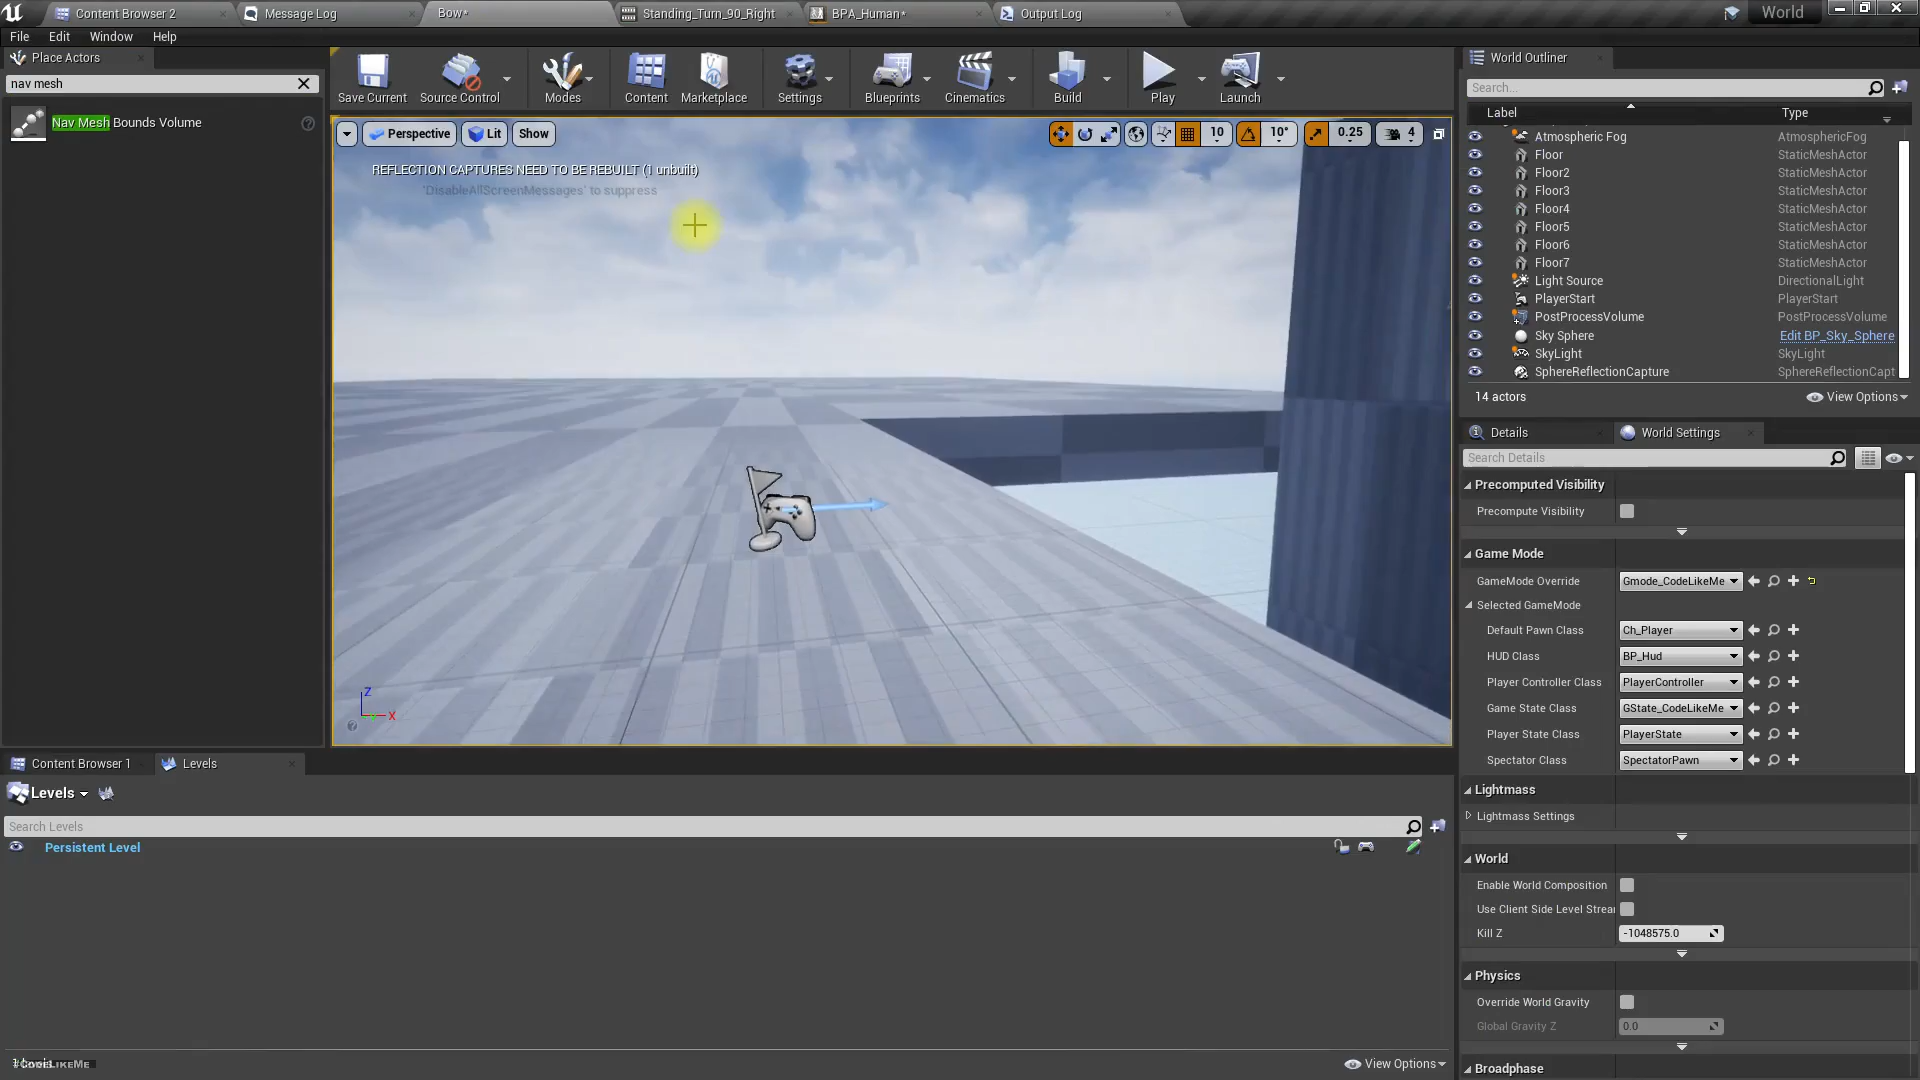 Content Browser 2
Message Log
Bow*
Standing_Turn_90_Right
BPA_Human*
Output Log
World
File
Edit
Window
Help
Place Actors
nav mesh
Nav Mesh Bounds Volume
Save Current
Source Control
Modes
Content
Marketplace
Settings
Blueprints
Cinematics
Build
Play
Launch
Perspective
Lit
Show
10
10°
0.25
4
REFLECTION CAPTURES NEED TO BE REBUILT (1 unbuilt)
'DisableAllScreenMessages' to suppress
Z
X
World Outliner
Search...
Label
Type
Atmospheric Fog AtmosphericFog
Floor StaticMeshActor
Floor2 StaticMeshActor
Floor3 StaticMeshActor
Floor4 StaticMeshActor
Floor5 StaticMeshActor
Floor6 StaticMeshActor
Floor7 StaticMeshActor
Light Source DirectionalLight
PlayerStart PlayerStart
PostProcessVolume PostProcessVolume
Sky Sphere Edit BP_Sky_Sphere
SkyLight SkyLight
SphereReflectionCapture SphereReflectionCapt
14 actors
View Options
Details
World Settings
Search Details
Precomputed Visibility
Precompute Visibility
Game Mode
GameMode Override Gmode_CodeLikeMe
Selected GameMode
Default Pawn Class Ch_Player
HUD Class BP_Hud
Player Controller Class PlayerController
Game State Class GState_CodeLikeMe
Player State Class PlayerState
Spectator Class SpectatorPawn
Lightmass
Lightmass Settings
World
Enable World Composition
Use Client Side Level Strear
Kill Z -1048575.0
Physics
Override World Gravity
Global Gravity Z 0.0
Broadphase
Content Browser 1
Levels
Levels
Search Levels
Persistent Level
#CODELIKEME
View Options